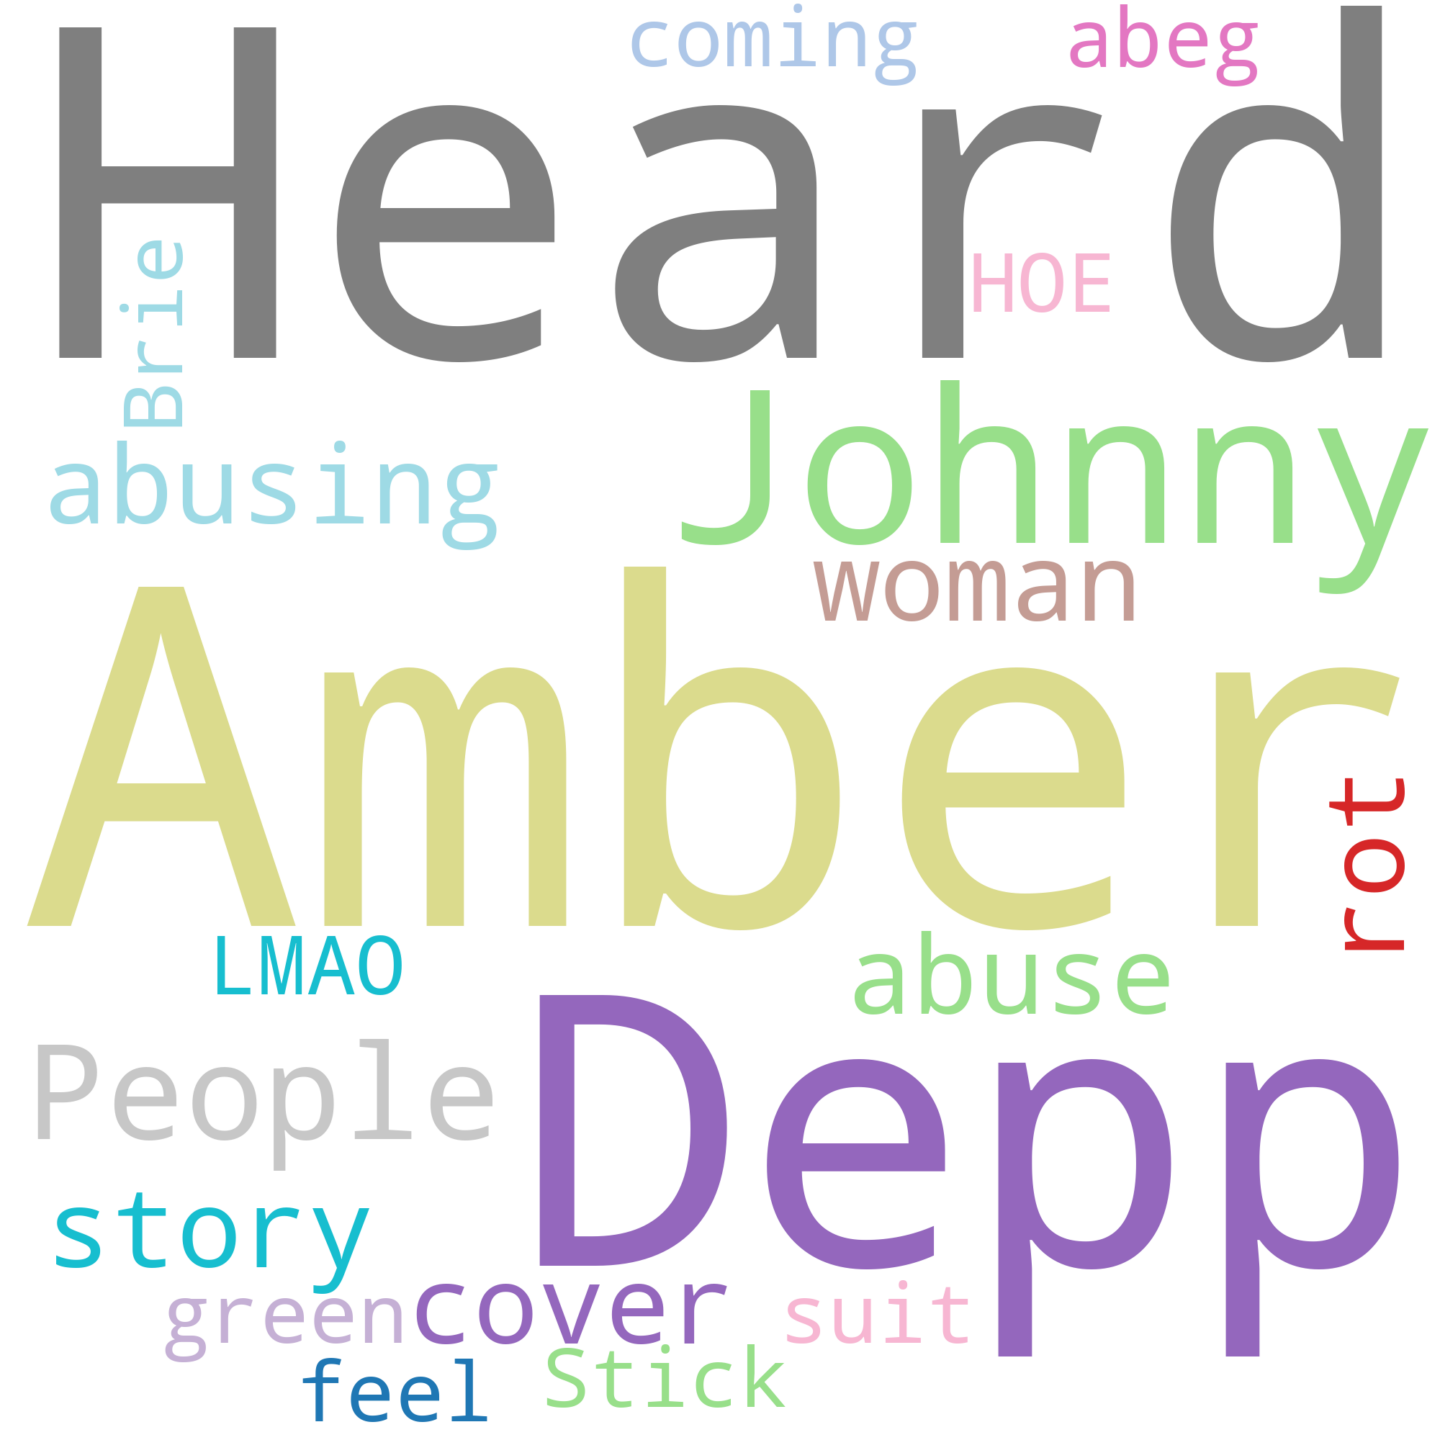 coming abeg
Heard
HOE
Brie
Johnny
abusing
woman
Amber
rot
LMAO
abuse
Depp
People
story
green cover suit
feel Stick